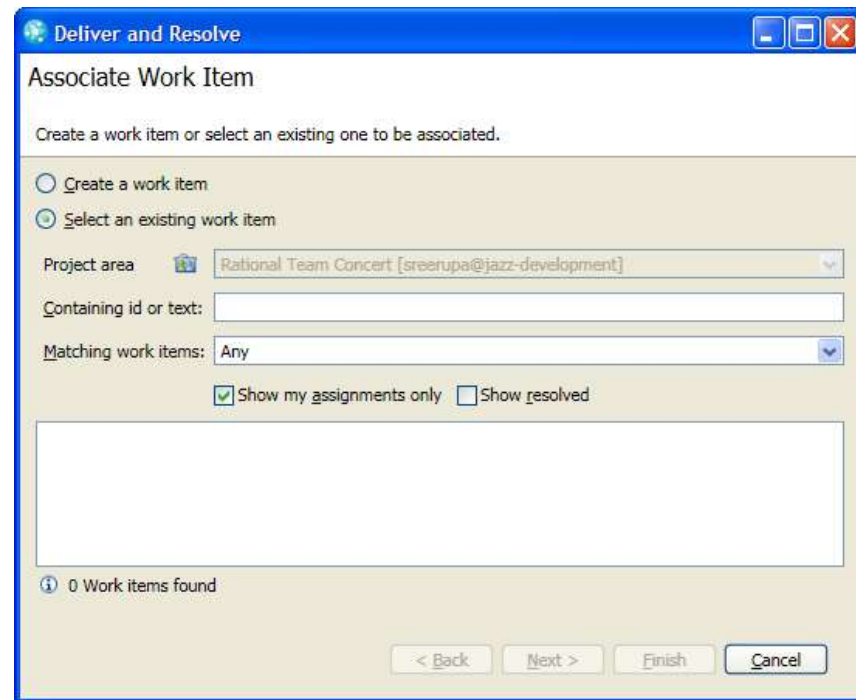 Deliver and Resolve
Associate Work Item
Create a work item or select an existing one to be associated.
Create a work item
Select an existing work item
Project area Rational Team Concert [sreerupa@jazz-development]
Containing id or text:
Matching work items: Any
Show my assignments only Show resolved
0 Work items found
< Back Next > Finish Cancel